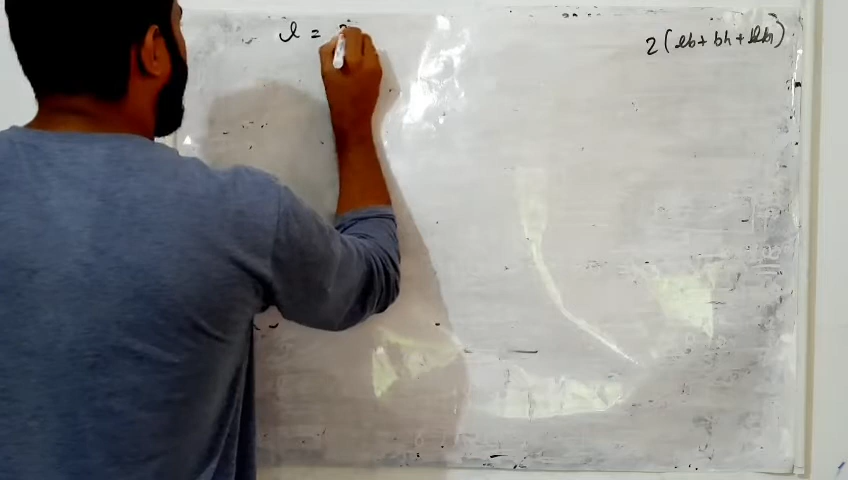 l =
2(lb+bh+lh)